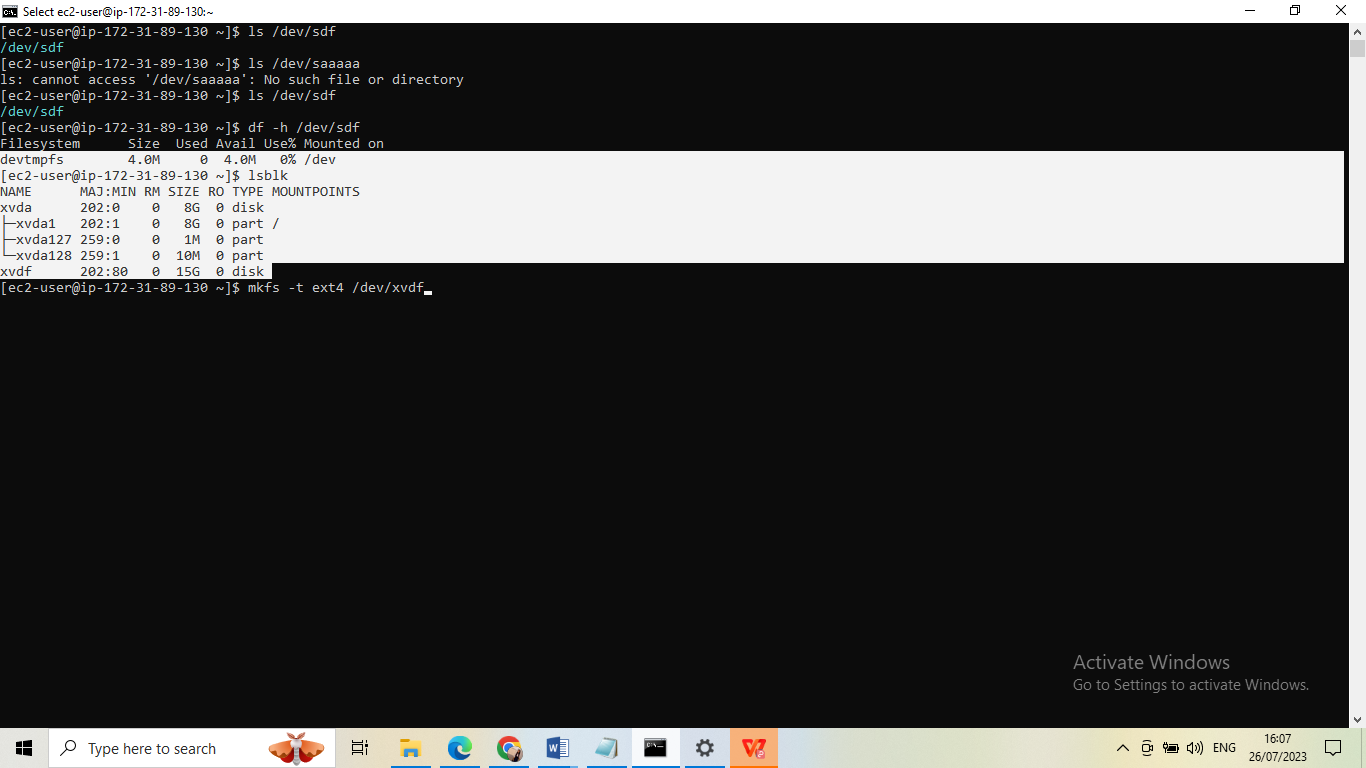 Select ec2-user@ip-172-31-89-130:~
[ec2-user@ip-172-31-89-130 ~]$ ls /dev/sdf
/dev/sdf
[ec2-user@ip-172-31-89-130 ~]$ ls /dev/saaaaa
ls: cannot access '/dev/saaaaa': No such file or directory
[ec2-user@ip-172-31-89-130 ~]$ ls /dev/sdf
/dev/sdf
[ec2-user@ip-172-31-89-130 ~]$ df -h /dev/sdf
Filesystem      Size  Used Avail Use% Mounted on
devtmpfs        4.0M     0  4.0M   0% /dev
[ec2-user@ip-172-31-89-130 ~]$ lsblk
NAME      MAJ:MIN RM SIZE RO TYPE MOUNTPOINTS
xvda      202:0    0   8G  0 disk
├─xvda1   202:1    0   8G  0 part /
├─xvda127 259:0    0   1M  0 part
└─xvda128 259:1    0  10M  0 part
xvdf      202:80   0  15G  0 disk
[ec2-user@ip-172-31-89-130 ~]$ mkfs -t ext4 /dev/xvdf
Activate Windows
Go to Settings to activate Windows.
Type here to search
ENG
16:07
26/07/2023